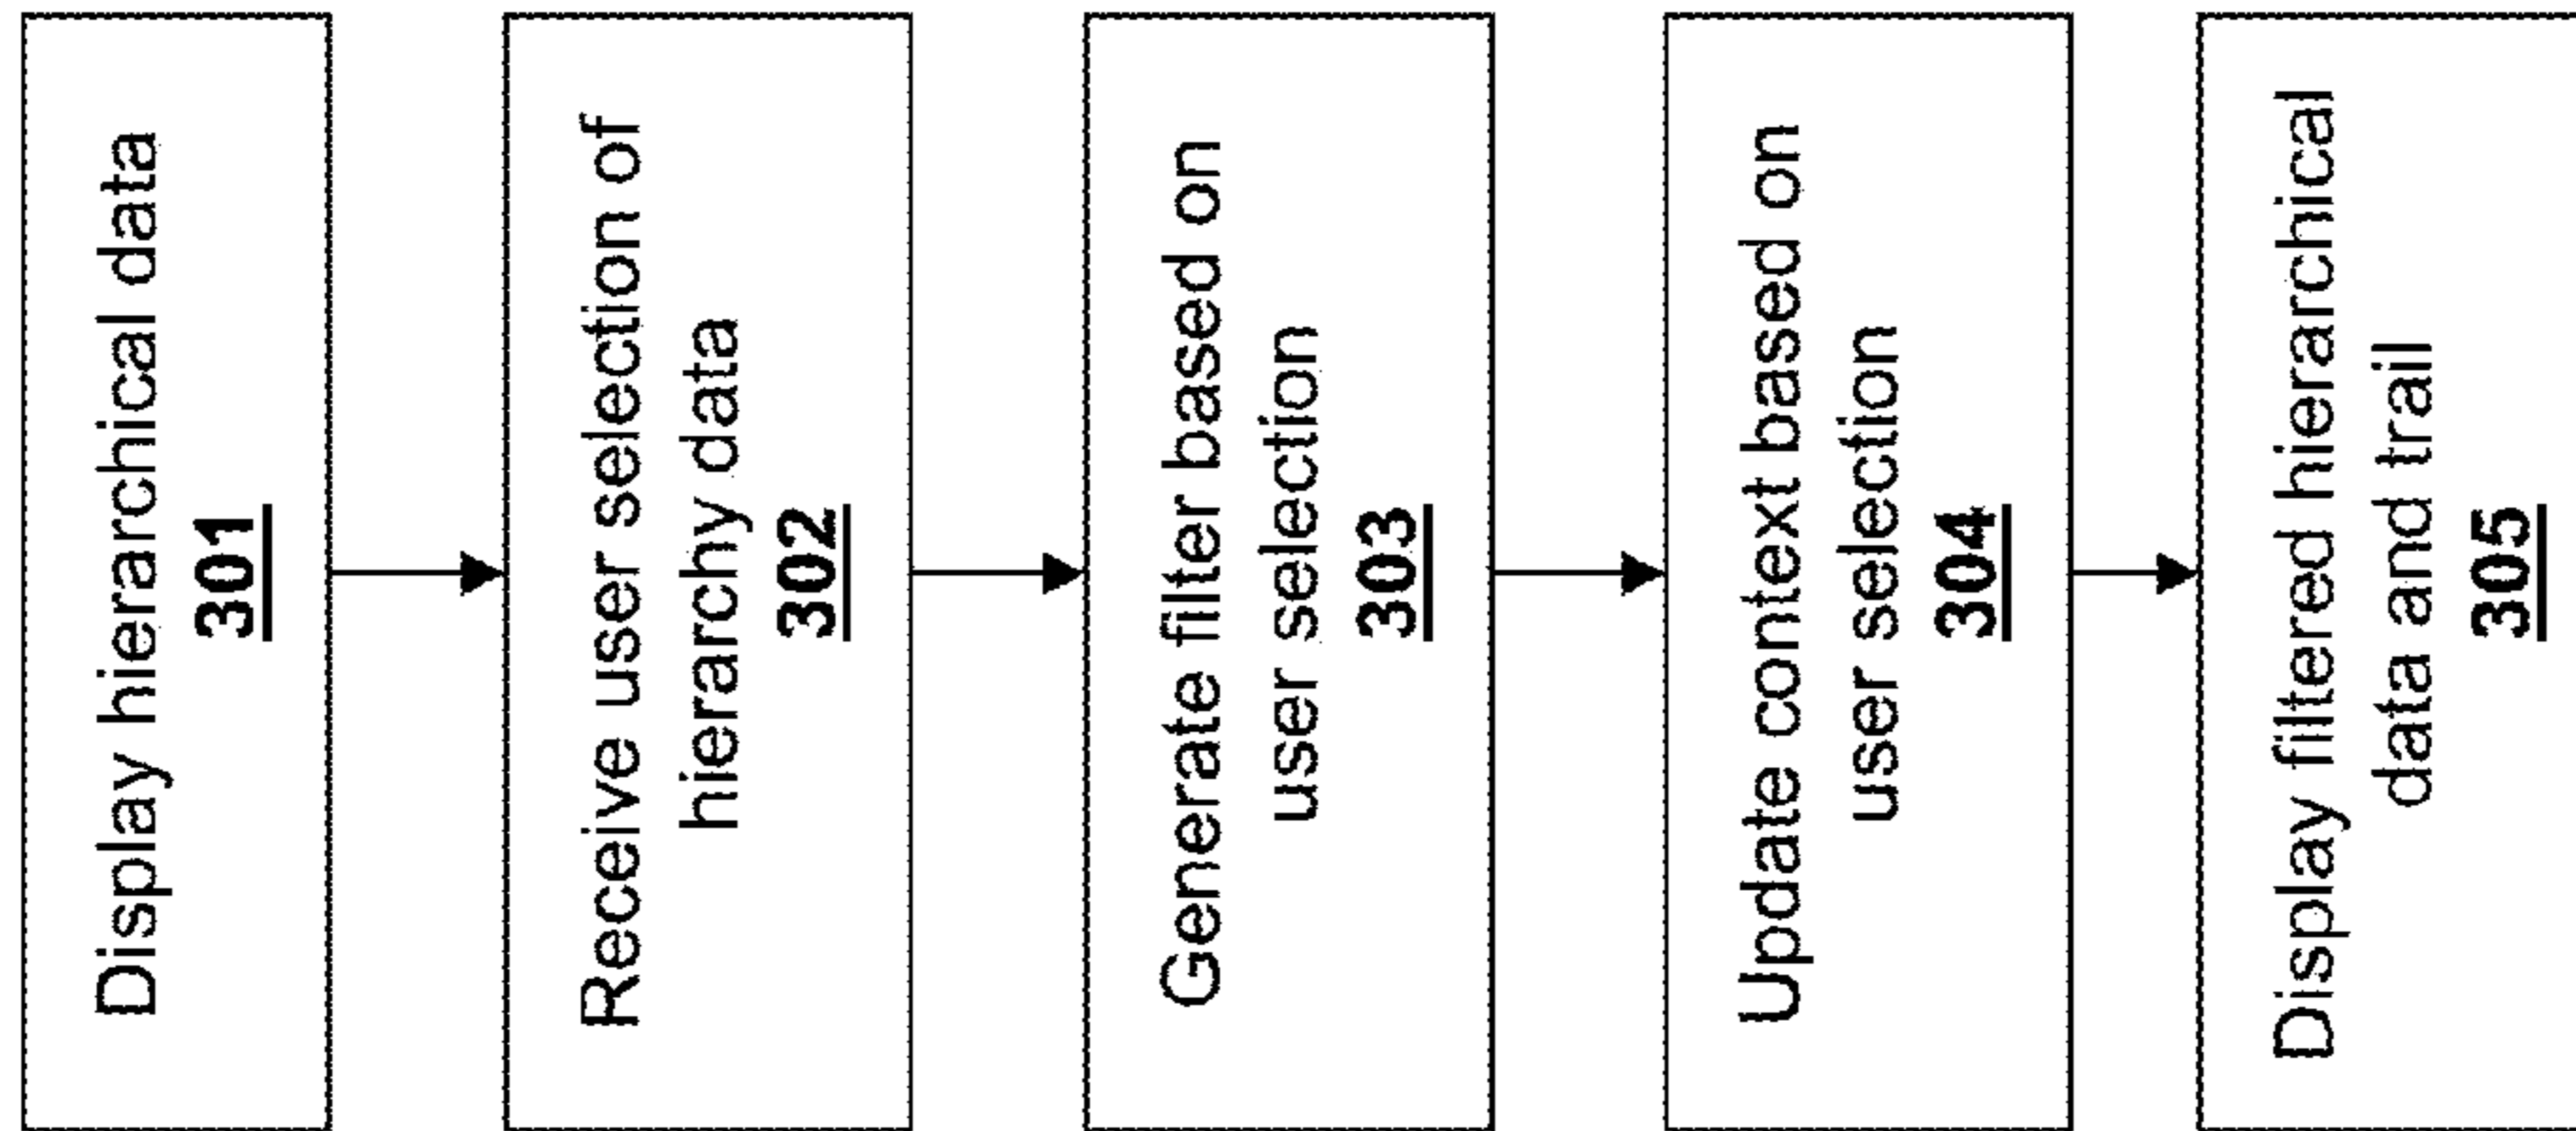 Display hierarchical data
301
Receive user selection of
hierarchy data
302
Generate filter based on
user selection
303
Update context based on
user selection
304
Display filtered hierarchical
data and trail
305